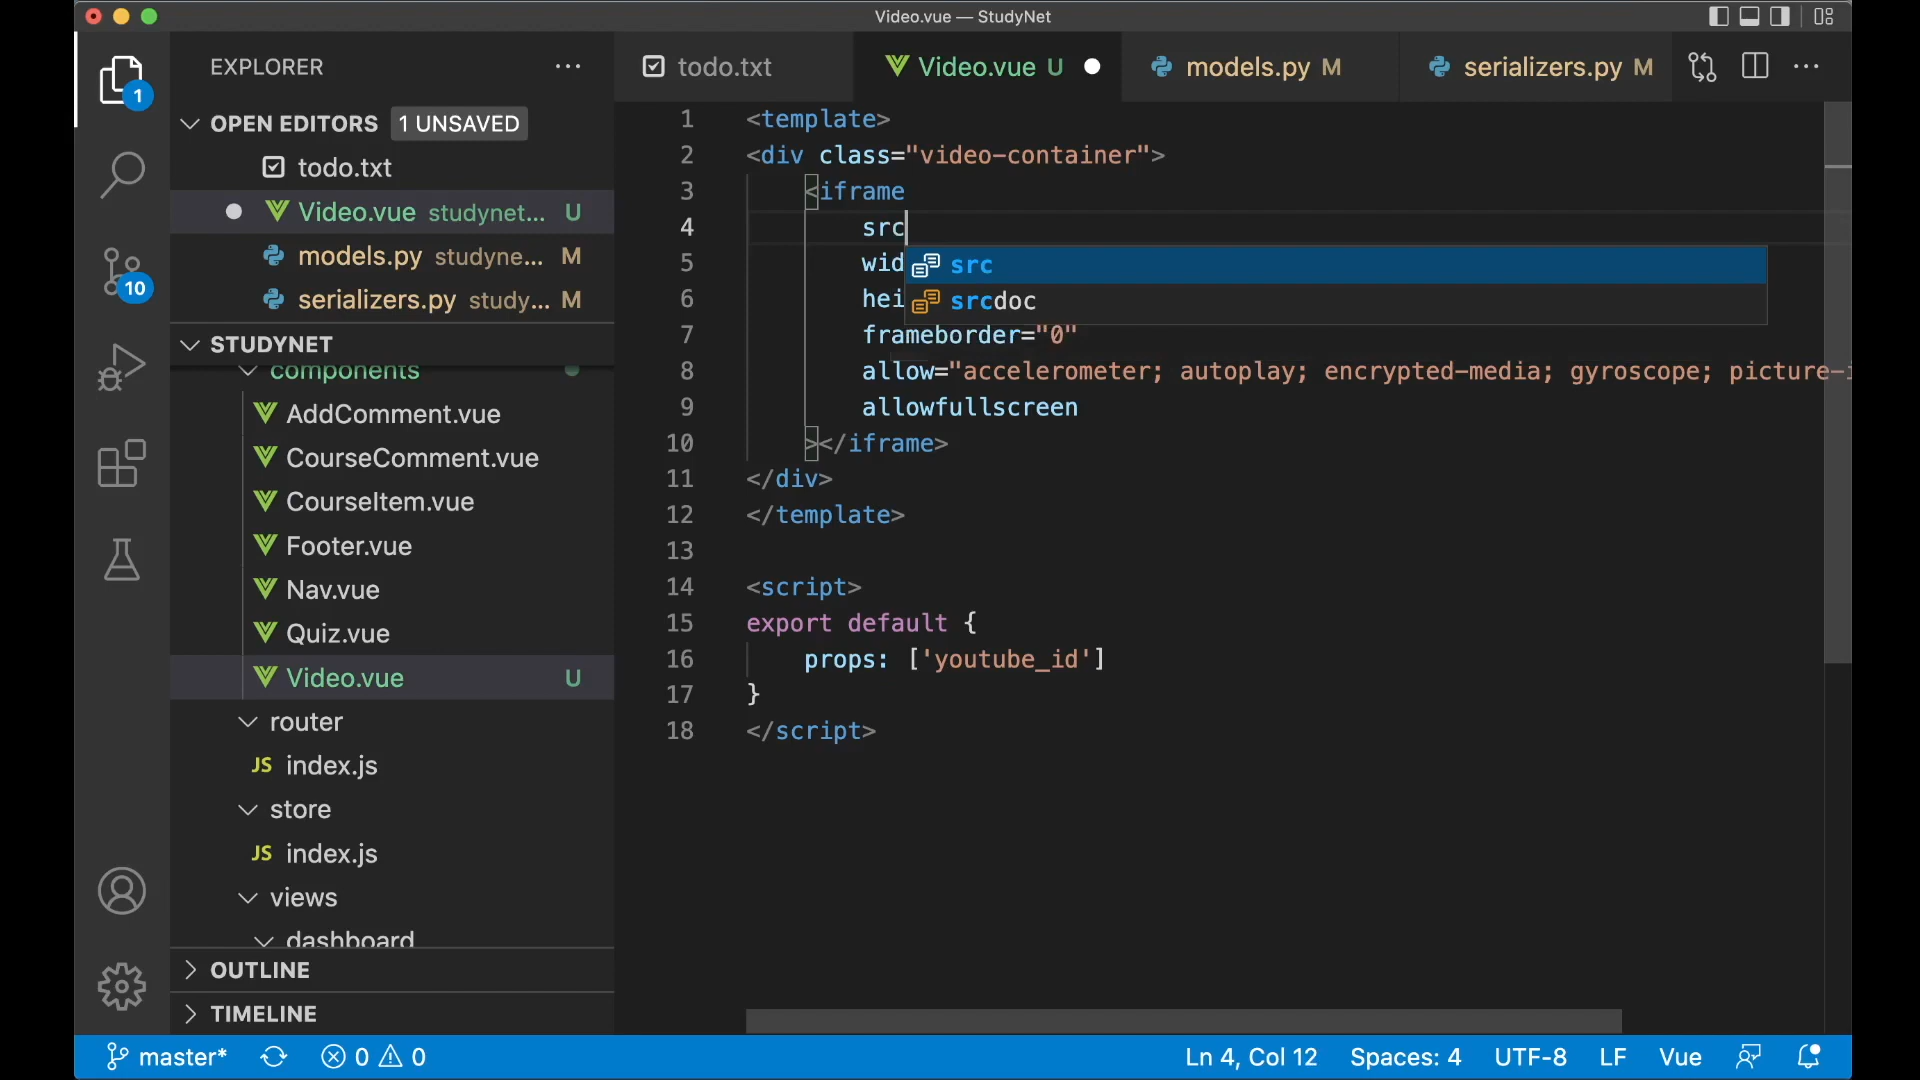 Video.vue — StudyNet
EXPLORER
todo.txt
Video.vue U
models.py M
serializers.py M
1
OPEN EDITORS 1 UNSAVED
todo.txt
Video.vue studynet... U
models.py studyne... M
serializers.py study... M
10
STUDYNET
components
AddComment.vue
CourseComment.vue
CourseItem.vue
Footer.vue
Nav.vue
Quiz.vue
Video.vue U
router
JS index.js
store
JS index.js
views
dashboard
OUTLINE
TIMELINE
1 <template>
2 <div class="video-container">
3 <iframe
4 src
5 wid
src
6 hei
srcdoc
7 frameborder="0"
8 allow="accelerometer; autoplay; encrypted-media; gyroscope; picture-i
9 allowfullscreen
10 ></iframe>
11 </div>
12 </template>
13
14 <script>
15 export default {
16 props: ['youtube_id']
17 }
18 </script>
master* 0 0 Ln 4, Col 12 Spaces: 4 UTF-8 LF Vue